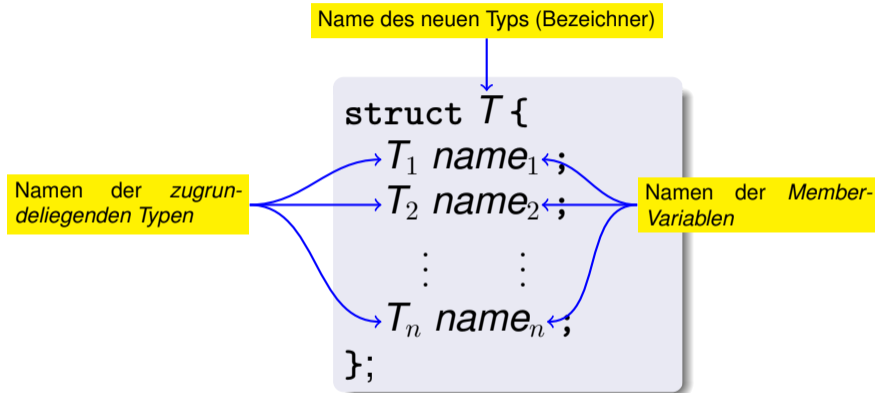 Name des neuen Typs (Bezeichner)
struct T {
T₁ name₁ ;
T₂ name₂ ;
⋮ ⋮
Tₙ nameₙ ;
};
Namen der zugrun-
deliegenden Typen
Namen der Member-
Variablen